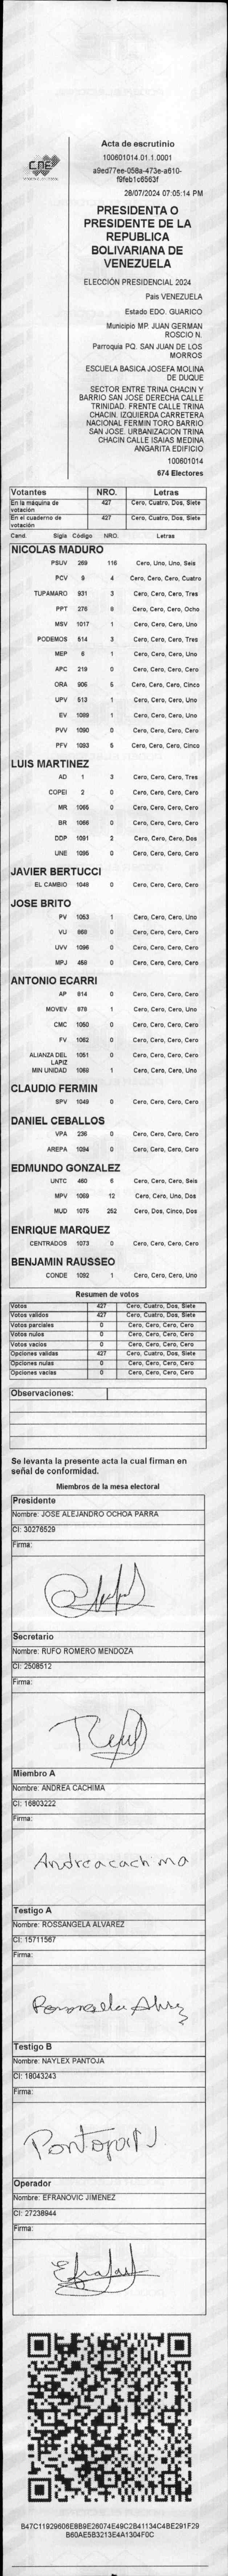 CNE
Acta de escrutinio
100601014.01.1.0001
a9ed77ee-058a-473e-a610-
f9feb1c6563f
28/07/2024 07:05:14 PM
PRESIDENTA O
PRESIDENTE DE LA
REPUBLICA
BOLIVARIANA DE
VENEZUELA
ELECCIÓN PRESIDENCIAL 2024
Pais VENEZUELA
Estado EDO. GUARICO
Municipio MP. JUAN GERMAN
ROSCIO N.
Parroquia PQ. SAN JUAN DE LOS
MORROS
ESCUELA BASICA JOSEFA MOLINA
DE DUQUE
SECTOR ENTRE TRINA CHACIN Y
BARRIO SAN JOSE DERECHA CALLE
TRINIDAD. FRENTE CALLE TRINA
CHACIN. IZQUIERDA CARRETERA
NACIONAL FERMIN TORO BARRIO
SAN JOSE. URBANIZACION TRINA
CHACIN CALLE ISAIAS MEDINA
ANGARITA EDIFICIO
100601014
674 Electores
Votantes NRO. Letras
En la máquina de votación 427 Cero, Cuatro, Dos, Siete
En el cuaderno de votación 427 Cero, Cuatro, Dos, Siete
Cand. Sigla Código NRO. Letras
NICOLAS MADURO
PSUV 269 116 Cero, Uno, Uno, Seis
PCV 9 4 Cero, Cero, Cero, Cuatro
TUPAMARO 931 3 Cero, Cero, Cero, Tres
PPT 276 8 Cero, Cero, Cero, Ocho
MSV 1017 1 Cero, Cero, Cero, Uno
PODEMOS 514 3 Cero, Cero, Cero, Tres
MEP 6 1 Cero, Cero, Cero, Uno
APC 219 0 Cero, Cero, Cero, Cero
ORA 906 5 Cero, Cero, Cero, Cinco
UPV 513 1 Cero, Cero, Cero, Uno
EV 1089 1 Cero, Cero, Cero, Uno
PVV 1090 0 Cero, Cero, Cero, Cero
PFV 1093 5 Cero, Cero, Cero, Cinco
LUIS MARTINEZ
AD 1 3 Cero, Cero, Cero, Tres
COPEI 2 0 Cero, Cero, Cero, Cero
MR 1065 0 Cero, Cero, Cero, Cero
BR 1066 0 Cero, Cero, Cero, Cero
DDP 1091 2 Cero, Cero, Cero, Dos
UNE 1095 0 Cero, Cero, Cero, Cero
JAVIER BERTUCCI
EL CAMBIO 1048 0 Cero, Cero, Cero, Cero
JOSE BRITO
PV 1053 1 Cero, Cero, Cero, Uno
VU 868 0 Cero, Cero, Cero, Cero
UVV 1096 0 Cero, Cero, Cero, Cero
MPJ 458 0 Cero, Cero, Cero, Cero
ANTONIO ECARRI
AP 814 0 Cero, Cero, Cero, Cero
MOVEV 879 1 Cero, Cero, Cero, Uno
CMC 1050 0 Cero, Cero, Cero, Cero
FV 1062 0 Cero, Cero, Cero, Cero
ALIANZA DEL LAPIZ 1051 0 Cero, Cero, Cero, Cero
MIN UNIDAD 1068 1 Cero, Cero, Cero, Uno
CLAUDIO FERMIN
SPV 1049 0 Cero, Cero, Cero, Cero
DANIEL CEBALLOS
VPA 236 0 Cero, Cero, Cero, Cero
AREPA 1094 0 Cero, Cero, Cero, Cero
EDMUNDO GONZALEZ
UNTC 460 6 Cero, Cero, Cero, Seis
MPV 1069 12 Cero, Cero, Uno, Dos
MUD 1075 252 Cero, Dos, Cinco, Dos
ENRIQUE MARQUEZ
CENTRADOS 1073 0 Cero, Cero, Cero, Cero
BENJAMIN RAUSSEO
CONDE 1092 1 Cero, Cero, Cero, Uno
Resumen de votos
Votos 427 Cero, Cuatro, Dos, Siete
Votos validos 427 Cero, Cuatro, Dos, Siete
Votos parciales 0 Cero, Cero, Cero, Cero
Votos nulos 0 Cero, Cero, Cero, Cero
Votos vacios 0 Cero, Cero, Cero, Cero
Opciones validas 427 Cero, Cuatro, Dos, Siete
Opciones nulas 0 Cero, Cero, Cero, Cero
Opciones vacias 0 Cero, Cero, Cero, Cero
Observaciones:
Se levanta la presente acta la cual firman en
señal de conformidad.
Miembros de la mesa electoral
Presidente
Nombre: JOSE ALEJANDRO OCHOA PARRA
CI: 30276529
Firma:
Secretario
Nombre: RUFO ROMERO MENDOZA
CI: 2508512
Firma:
Miembro A
Nombre: ANDREA CACHIMA
CI: 16803222
Firma:
Andreacachima
Testigo A
Nombre: ROSSANGELA ALVAREZ
CI: 15711567
Firma:
Testigo B
Nombre: NAYLEX PANTOJA
CI: 18043243
Firma:
Operador
Nombre: EFRANOVIC JIMENEZ
CI: 27238944
Firma:
B47C11929606E8B9E26074E49C2B41134C4BE291F29
B60AE5B3213E4A1304F0C